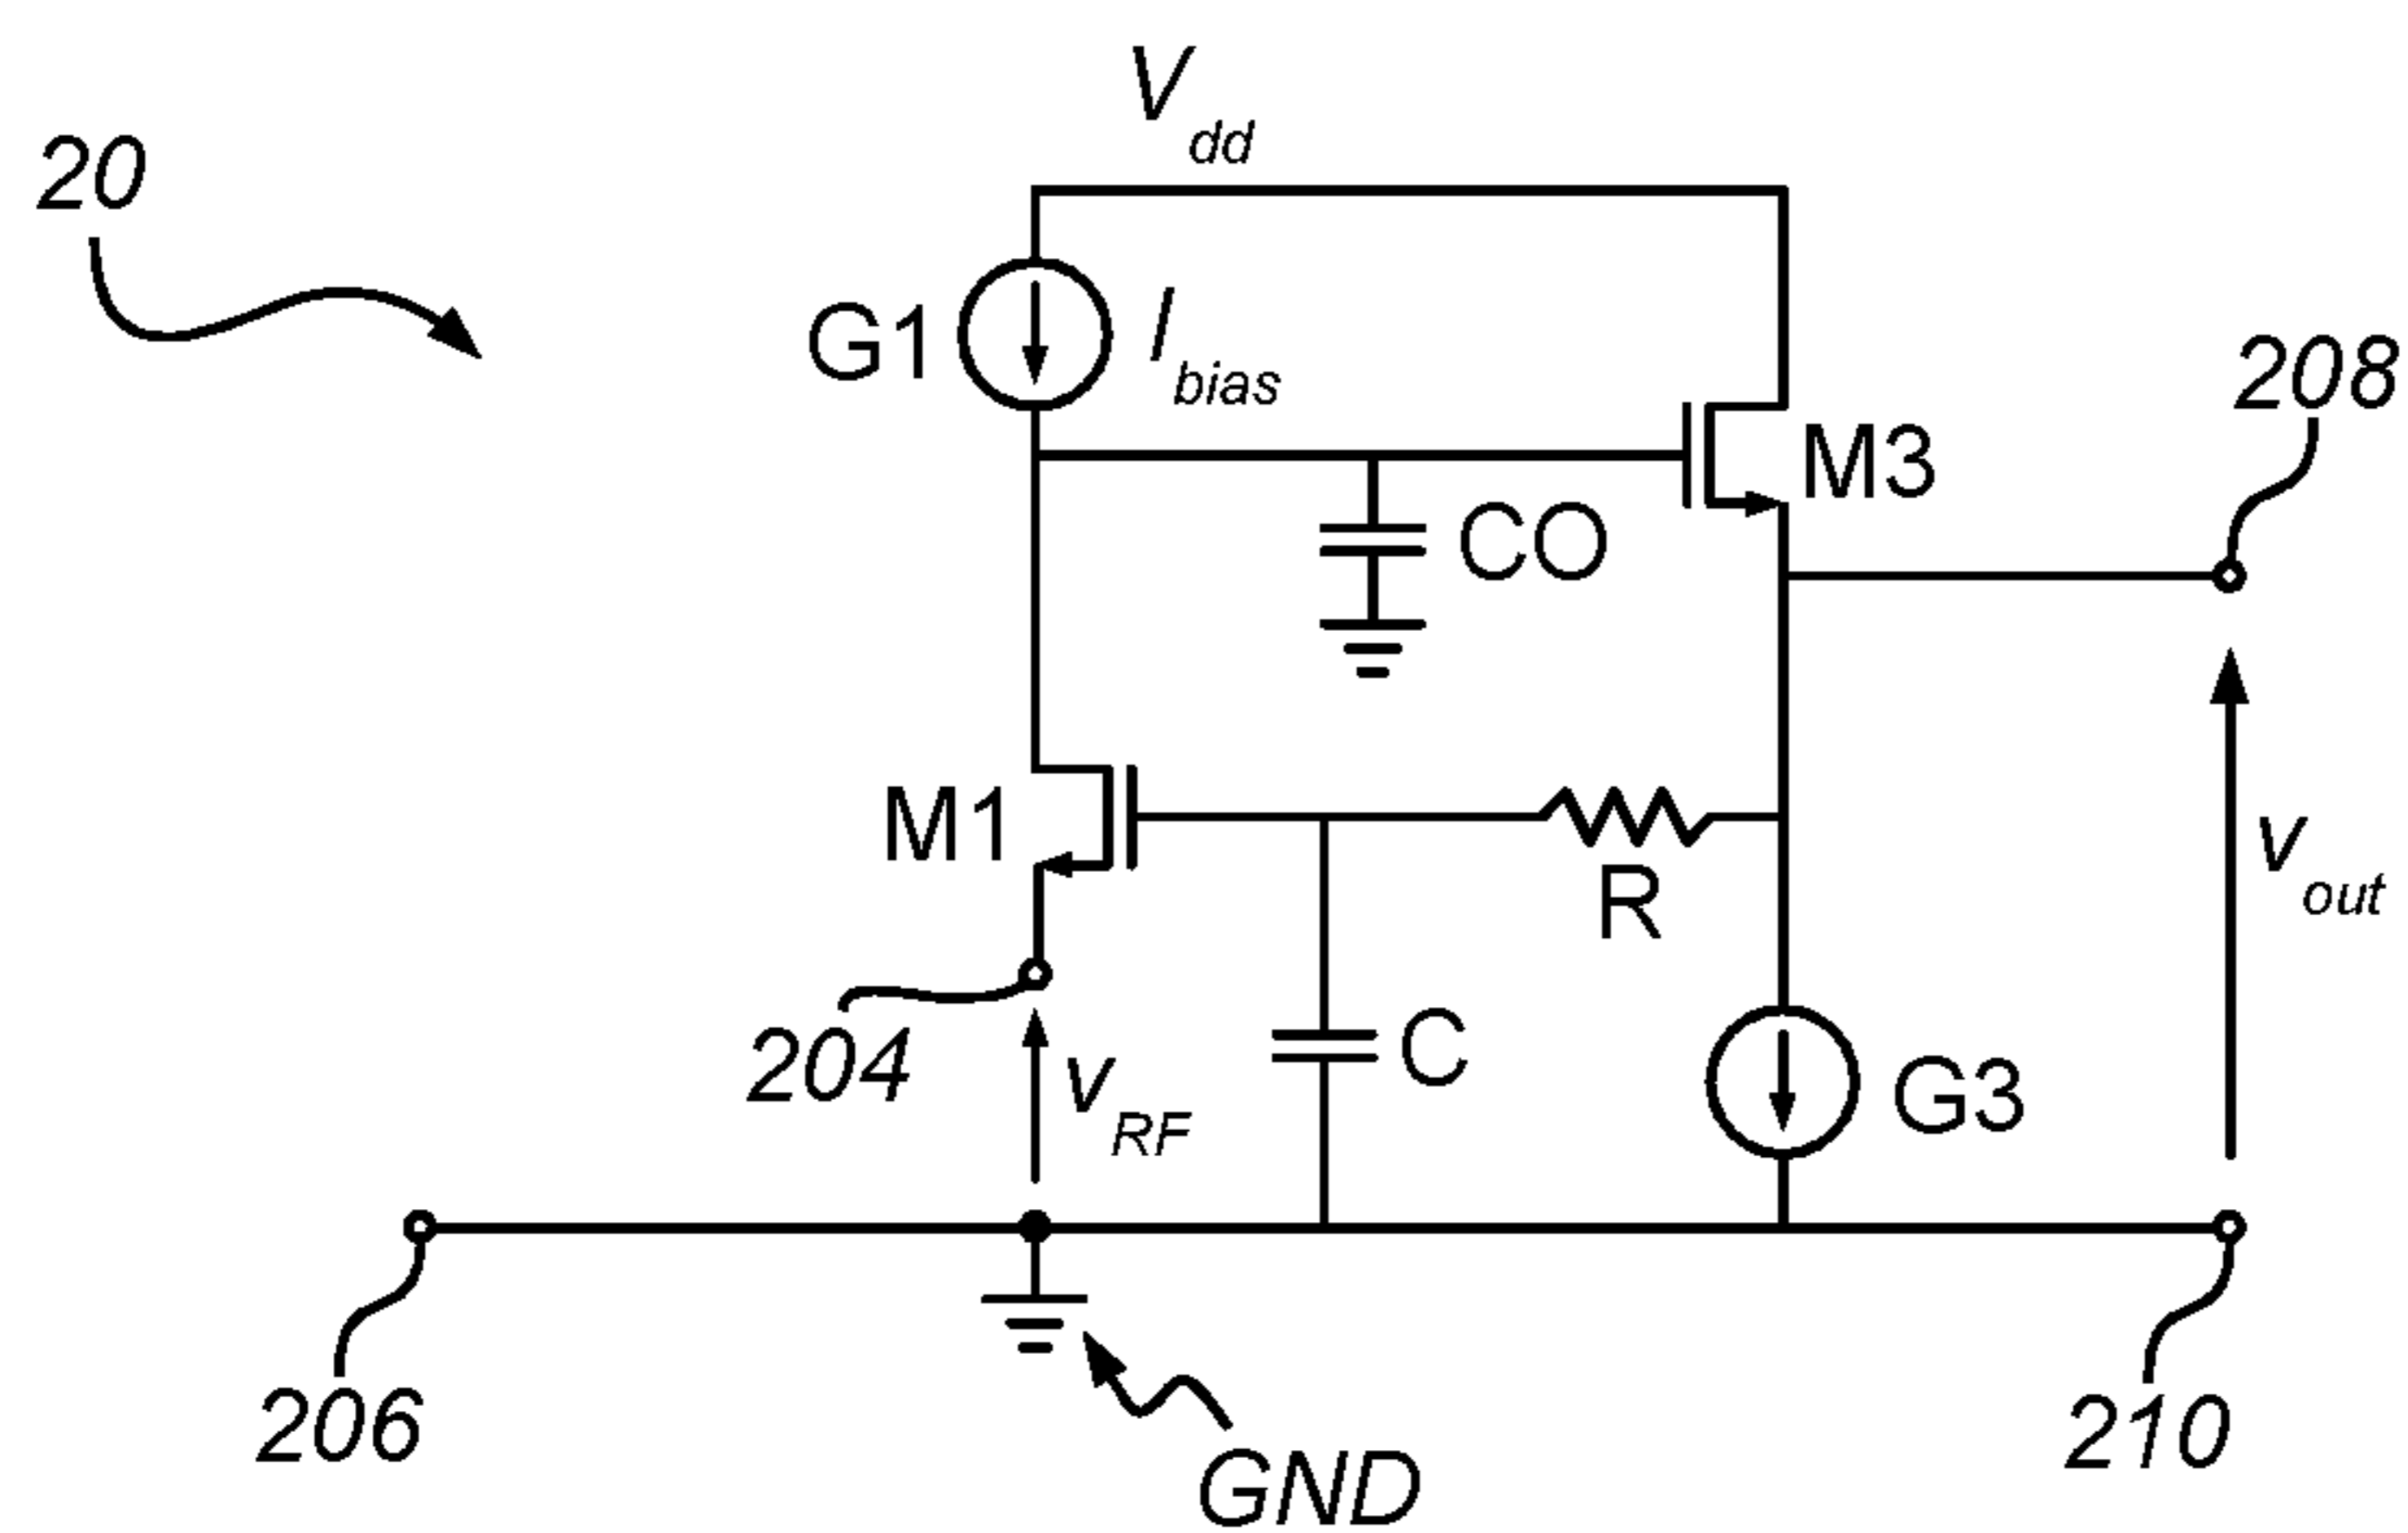 V dd
20
G1
I bias
208
M3
CO
M1
R
v out
204
v RF
C
G3
206
210
GND